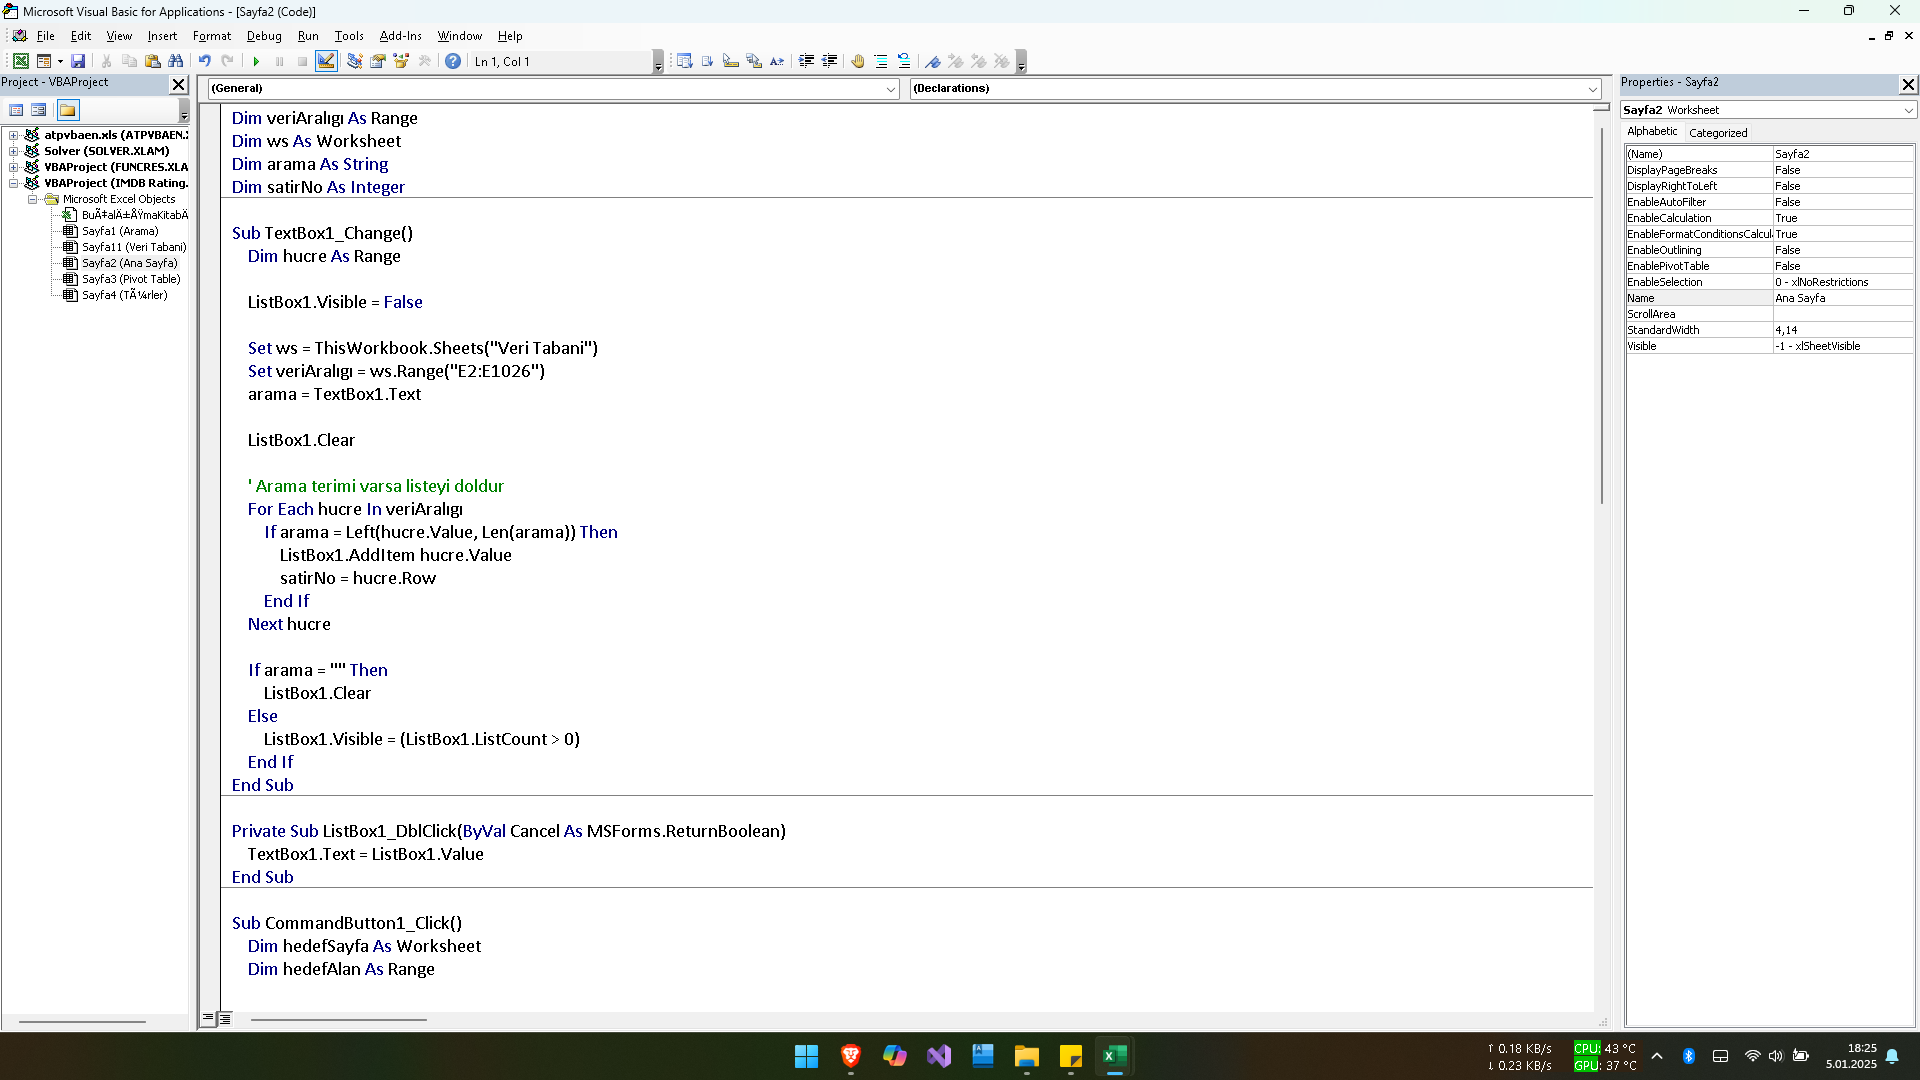 Microsoft Visual Basic for Applications - [Sayfa2 (Code)]
File Edit View Insert Format Debug Run Tools Add-Ins Window Help
Ln 1, Col 1
Project - VBAProject
atpvbaen.xls (ATPVBAEN.
Solver (SOLVER.XLAM)
VBAProject (FUNCRES.XLA
VBAProject (IMDB Rating.
Microsoft Excel Objects
BuÃ‡alÄ±ÅŸmaKitabÄ
Sayfa1 (Arama)
Sayfa11 (Veri Tabani)
Sayfa2 (Ana Sayfa)
Sayfa3 (Pivot Table)
Sayfa4 (TÃ¼rler)
(General)
(Declarations)
Dim veriAralıgı As Range
Dim ws As Worksheet
Dim arama As String
Dim satirNo As Integer
Sub TextBox1_Change()
Dim hucre As Range
ListBox1.Visible = False
Set ws = ThisWorkbook.Sheets("Veri Tabani")
Set veriAralıgı = ws.Range("E2:E1026")
arama = TextBox1.Text
ListBox1.Clear
' Arama terimi varsa listeyi doldur
For Each hucre In veriAralıgı
If arama = Left(hucre.Value, Len(arama)) Then
ListBox1.AddItem hucre.Value
satirNo = hucre.Row
End If
Next hucre
If arama = "" Then
ListBox1.Clear
Else
ListBox1.Visible = (ListBox1.ListCount > 0)
End If
End Sub
Private Sub ListBox1_DblClick(ByVal Cancel As MSForms.ReturnBoolean)
TextBox1.Text = ListBox1.Value
End Sub
Sub CommandButton1_Click()
Dim hedefSayfa As Worksheet
Dim hedefAlan As Range
Properties - Sayfa2
Sayfa2 Worksheet
Alphabetic Categorized
(Name) Sayfa2
DisplayPageBreaks False
DisplayRightToLeft False
EnableAutoFilter False
EnableCalculation True
EnableFormatConditionsCalcul True
EnableOutlining False
EnablePivotTable False
EnableSelection 0 - xlNoRestrictions
Name Ana Sayfa
ScrollArea
StandardWidth 4,14
Visible -1 - xlSheetVisible
↑ 0.18 KB/s CPU: 43 °C
↓ 0.23 KB/s GPU: 37 °C
18:25
5.01.2025